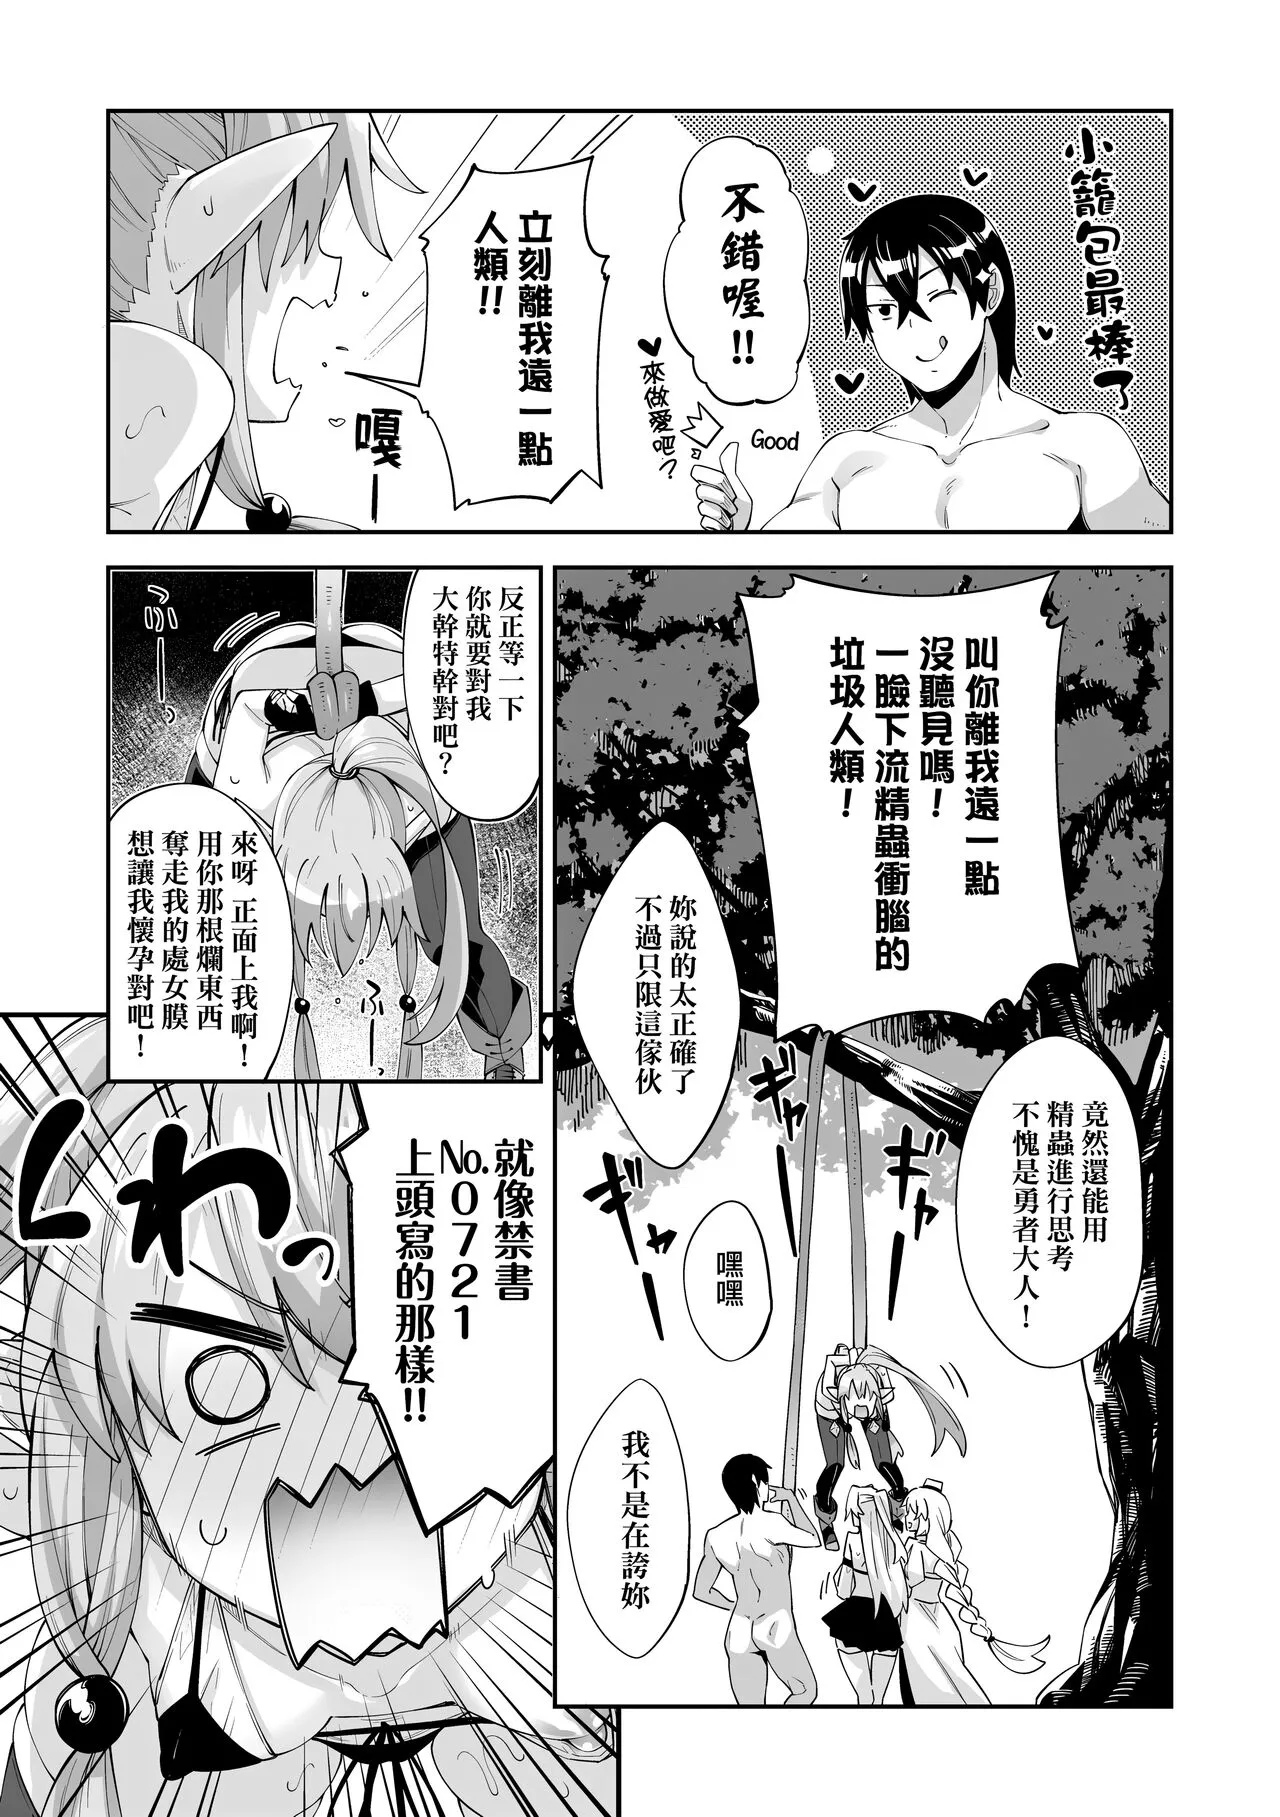 小籠包最棒了
不錯喔!!
Good
來做愛吧？
立刻離我遠一點
人類!!
嘎—
叫你離我遠一點
沒聽見嗎！
一臉下流精蟲衝腦的
垃圾人類！
妳說的太正確了
不過只限這傢伙
竟然還能用
精蟲進行思考
不愧是勇者大人！
ギャ
ギャ
嘿嘿
我不是在誇妳
反正等一下
你就要對我
大幹特幹對吧？
ふー
來呀 正面上我啊！
用你那根爛東西
奪走我的處女膜
想讓我懷孕對吧！
ふー
就像禁書
No.0721
上頭寫的那樣!!
くわっ